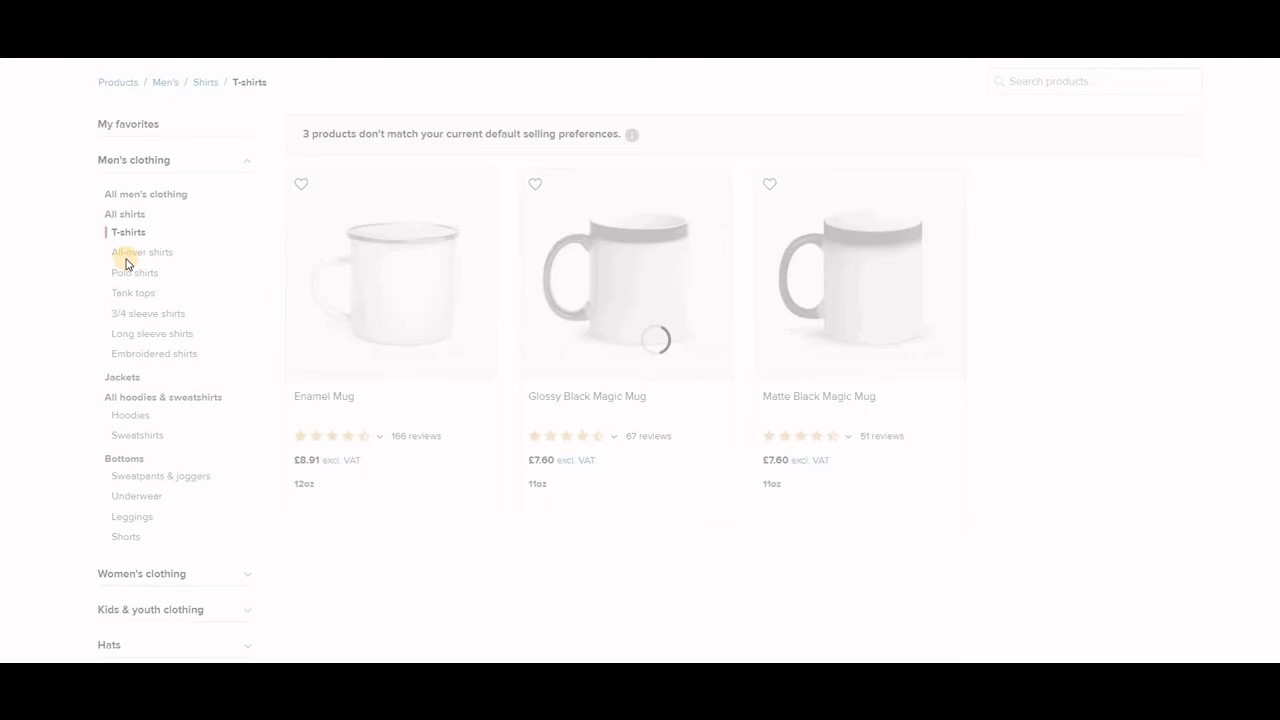 Products / Men's / Shirts / T-shirts
Search products...
My favorites
Men's clothing
All men's clothing
All shirts
T-shirts
All-over shirts
Polo shirts
Tank tops
3/4 sleeve shirts
Long sleeve shirts
Embroidered shirts
Jackets
All hoodies & sweatshirts
Hoodies
Sweatshirts
Bottoms
Sweatpants & joggers
Underwear
Leggings
Shorts
Women's clothing
Kids & youth clothing
Hats
3 products don't match your current default selling preferences.
Enamel Mug
166 reviews
£8.91 excl. VAT
12oz
Glossy Black Magic Mug
67 reviews
£7.60 excl. VAT
11oz
Matte Black Magic Mug
51 reviews
£7.60 excl. VAT
11oz